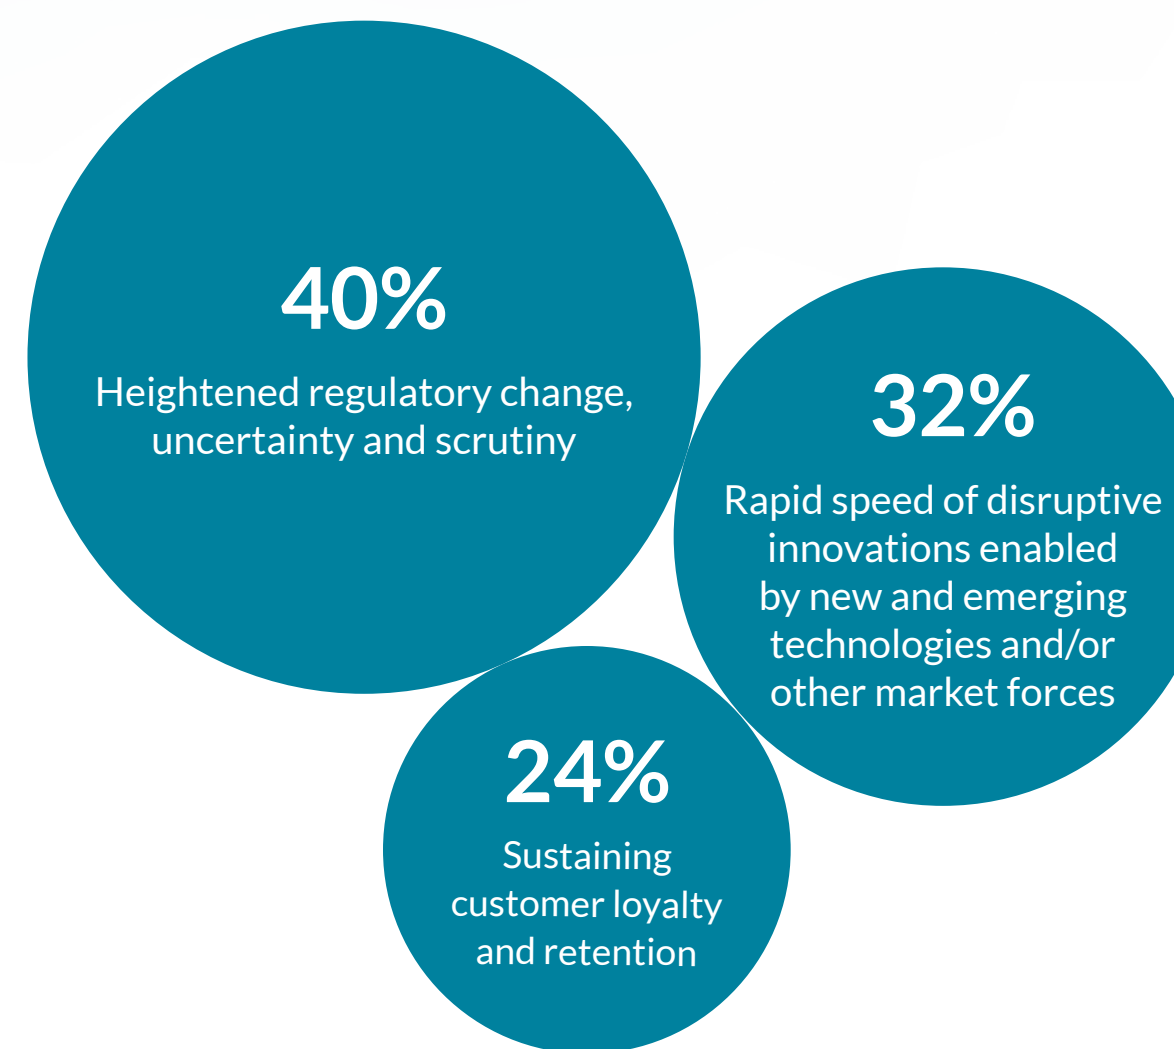 40%
Heightened regulatory change,
uncertainty and scrutiny
32%
Rapid speed of disruptive
innovations enabled
by new and emerging
technologies and/or
other market forces
24%
Sustaining
customer loyalty
and retention